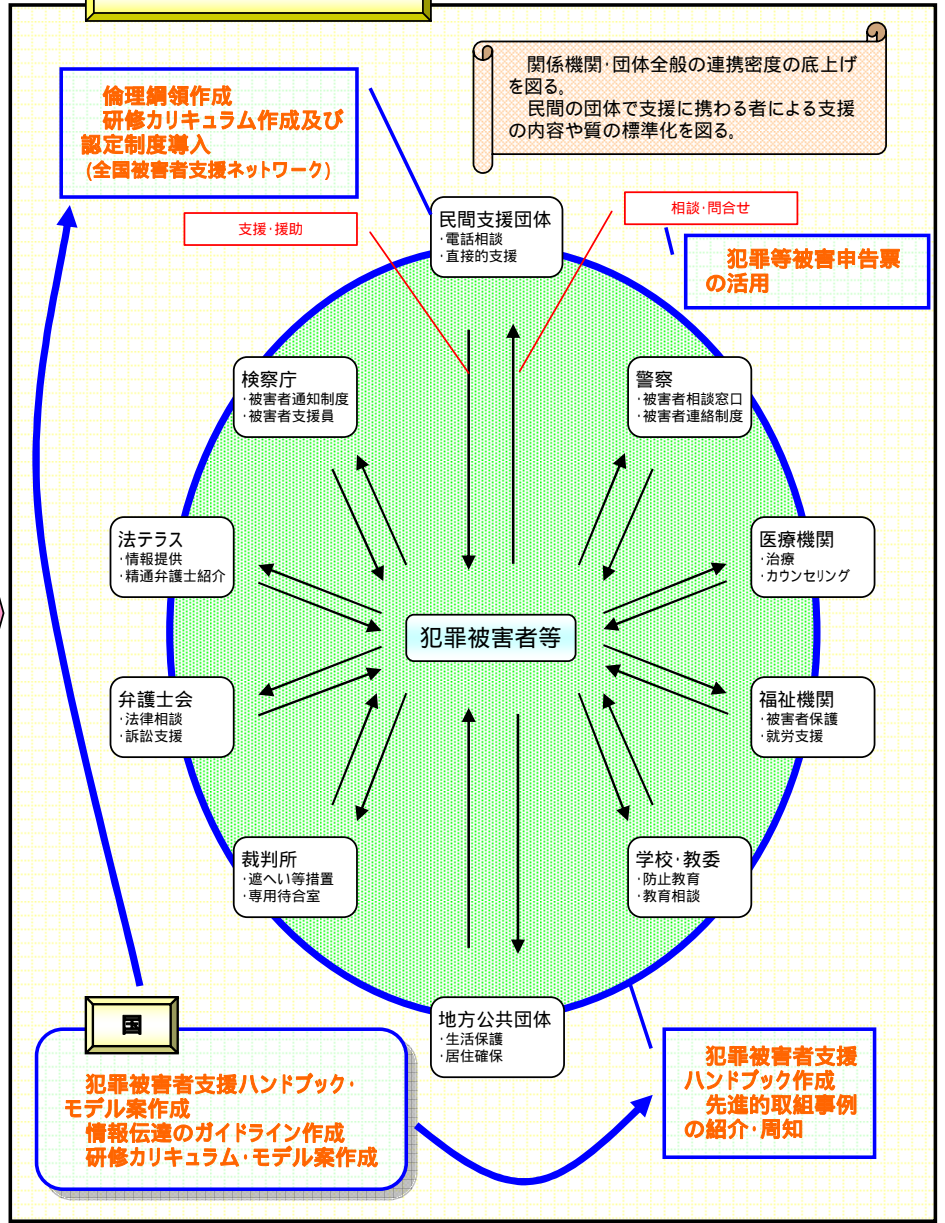 関係機関・団体全般の連携密度の底上げ
を図る。
民間の団体で支援に携わる者による支援
の内容や質の標準化を図る。
倫理綱領作成
研修カリキュラム作成及び
認定制度導入
(全国被害者支援ネットワーク)
支援・援助
相談・問合せ
民間支援団体
・電話相談
・直接的支援
犯罪等被害申告票
の活用
検察庁
・被害者通知制度
・被害者支援員
警察
・被害者相談窓口
・被害者連絡制度
法テラス
・情報提供
・精通弁護士紹介
医療機関
・治療
・カウンセリング
犯罪被害者等
弁護士会
・法律相談
・訴訟支援
福祉機関
・被害者保護
・就労支援
裁判所
・遮へい等措置
・専用待合室
学校・教委
・防止教育
・教育相談
地方公共団体
・生活保護
・居住確保
国
犯罪被害者支援ハンドブック・
モデル案作成
情報伝達のガイドライン作成
研修カリキュラム・モデル案作成
犯罪被害者支援
ハンドブック作成
先進的取組事例
の紹介・周知